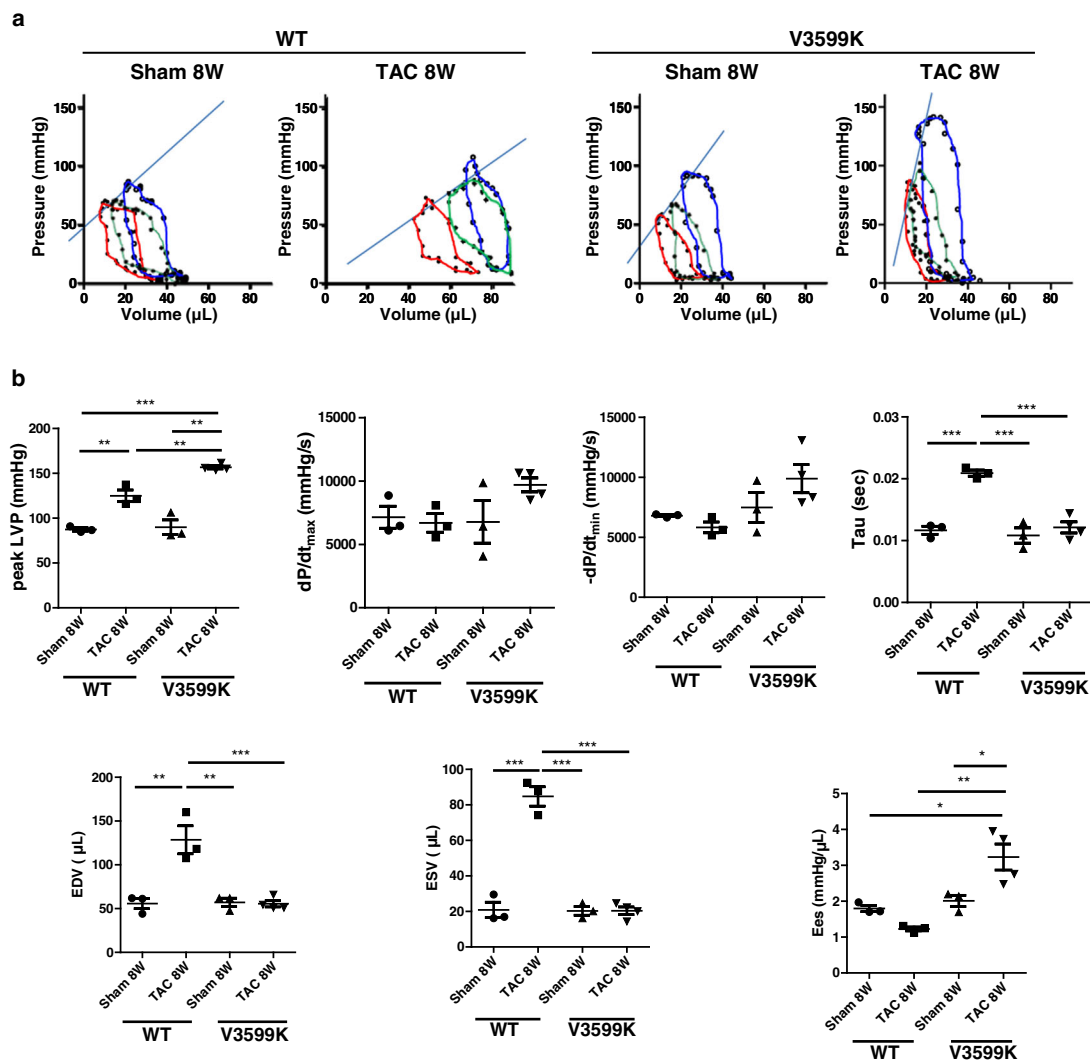 a
WT
V3599K
Sham 8W
TAC 8W
Sham 8W
TAC 8W
Pressure (mmHg)
150
100
50
0
0 20 40 60 80
Volume (µL)
Pressure (mmHg)
150
100
50
0
0 20 40 60 80
Volume (µL)
Pressure (mmHg)
150
100
50
0
0 20 40 60 80
Volume (µL)
Pressure (mmHg)
150
100
50
0
0 20 40 60 80
Volume (µL)
b
peak LVP (mmHg)
200
150
100
50
0
***
**
**
**
Sham 8W
TAC 8W
Sham 8W
TAC 8W
WT
V3599K
dP/dtmax (mmHg/s)
15000
10000
5000
0
Sham 8W
TAC 8W
Sham 8W
TAC 8W
WT
V3599K
-dP/dtmin (mmHg/s)
15000
10000
5000
0
Sham 8W
TAC 8W
Sham 8W
TAC 8W
WT
V3599K
Tau (sec)
0.03
0.02
0.01
0.00
***
***
***
Sham 8W
TAC 8W
Sham 8W
TAC 8W
WT
V3599K
EDV ( µL)
200
150
100
50
0
***
**
**
Sham 8W
TAC 8W
Sham 8W
TAC 8W
WT
V3599K
ESV ( µL)
100
80
60
40
20
0
***
***
***
Sham 8W
TAC 8W
Sham 8W
TAC 8W
WT
V3599K
Ees (mmHg/µL)
5
4
3
2
1
0
*
**
*
Sham 8W
TAC 8W
Sham 8W
TAC 8W
WT
V3599K